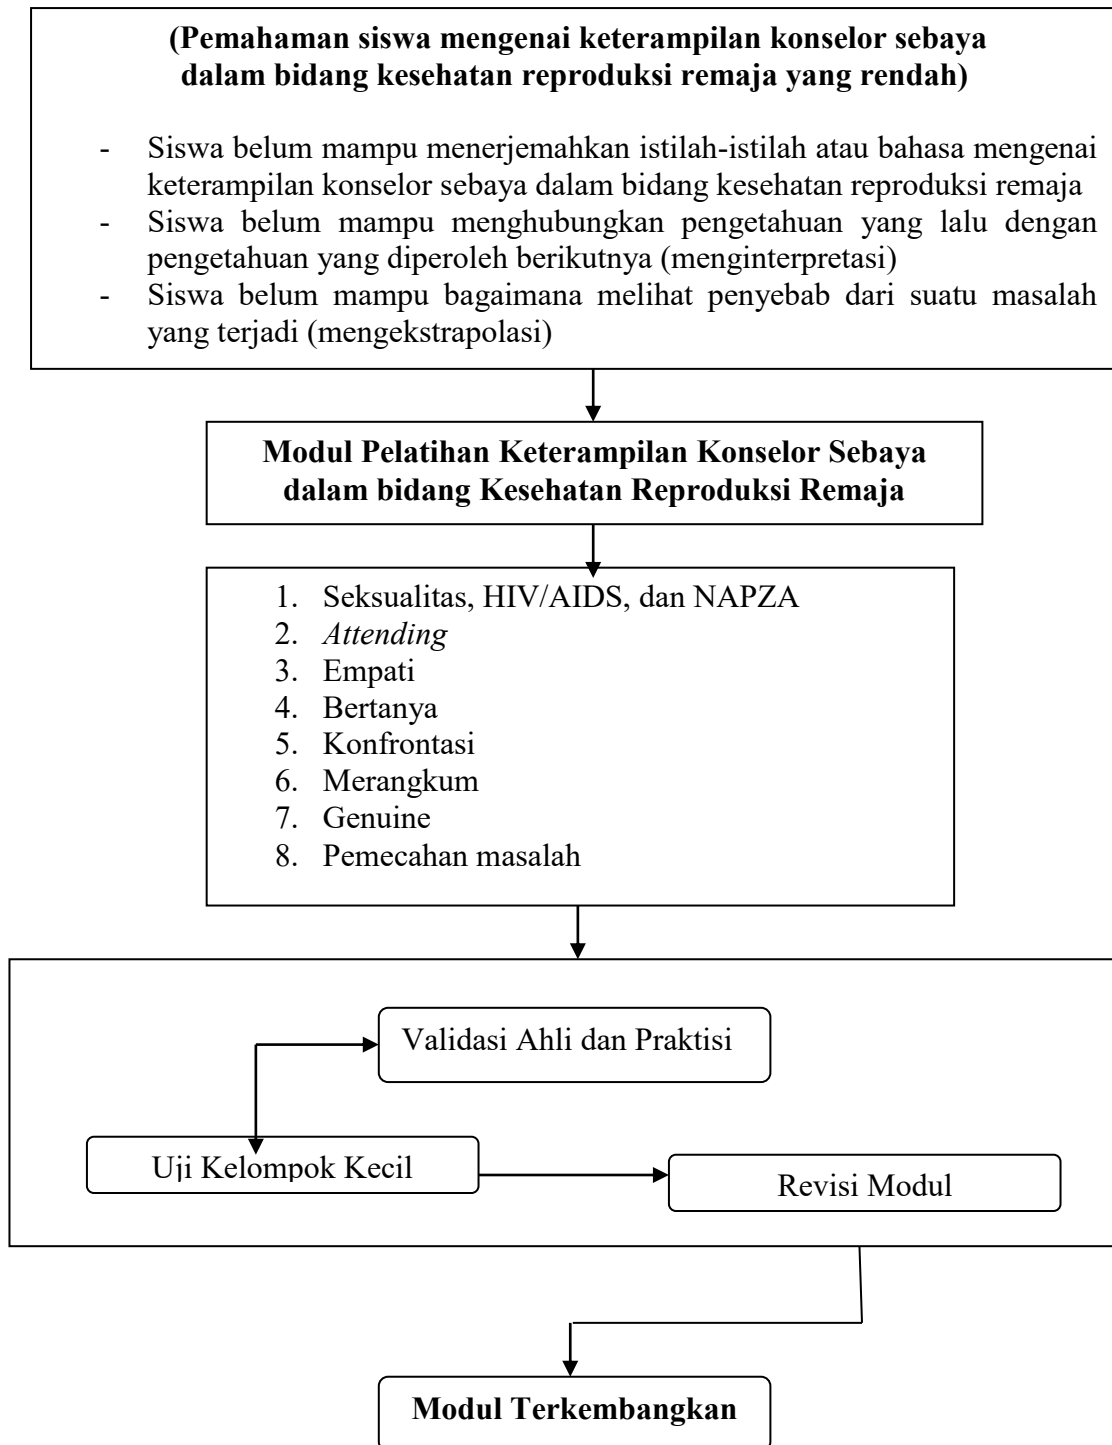 (Pemahaman siswa mengenai keterampilan konselor sebaya
dalam bidang kesehatan reproduksi remaja yang rendah)
- Siswa belum mampu menerjemahkan istilah-istilah atau bahasa mengenai
keterampilan konselor sebaya dalam bidang kesehatan reproduksi remaja
- Siswa belum mampu menghubungkan pengetahuan yang lalu dengan
pengetahuan yang diperoleh berikutnya (menginterpretasi)
- Siswa belum mampu bagaimana melihat penyebab dari suatu masalah
yang terjadi (mengekstrapolasi)
Modul Pelatihan Keterampilan Konselor Sebaya
dalam bidang Kesehatan Reproduksi Remaja
1. Seksualitas, HIV/AIDS, dan NAPZA
2. Attending
3. Empati
4. Bertanya
5. Konfrontasi
6. Merangkum
7. Genuine
8. Pemecahan masalah
Validasi Ahli dan Praktisi
Uji Kelompok Kecil
Revisi Modul
Modul Terkembangkan